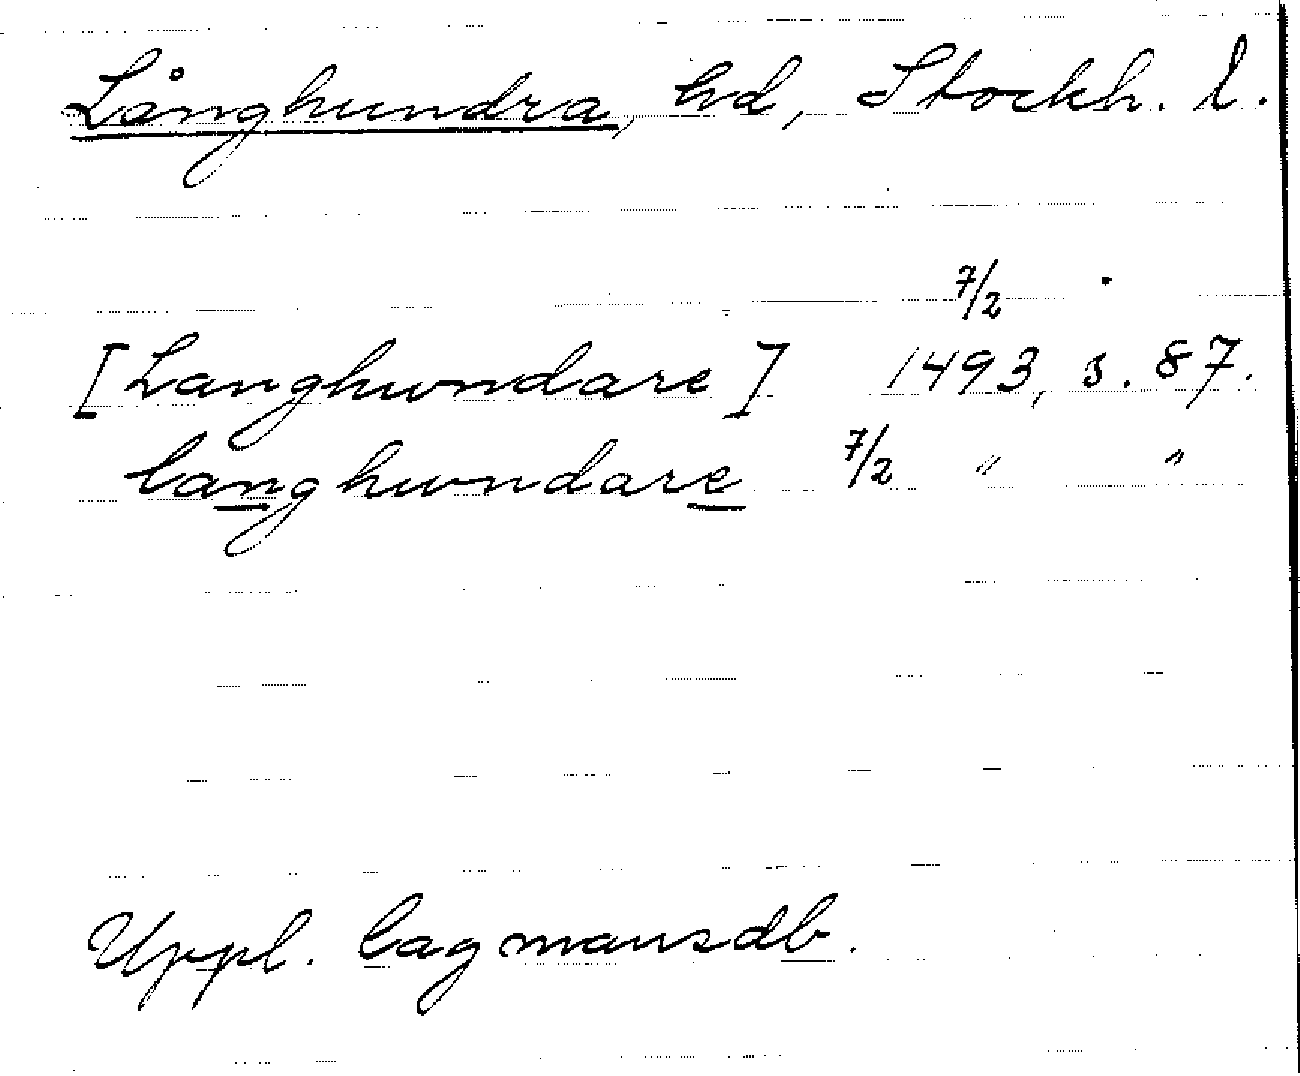 Långhundra, hd, Stockh. l.
7/2
[Langhundare] 1493, s. 87.
langhundare 7/2 " "
Uppl. lagmansdb.